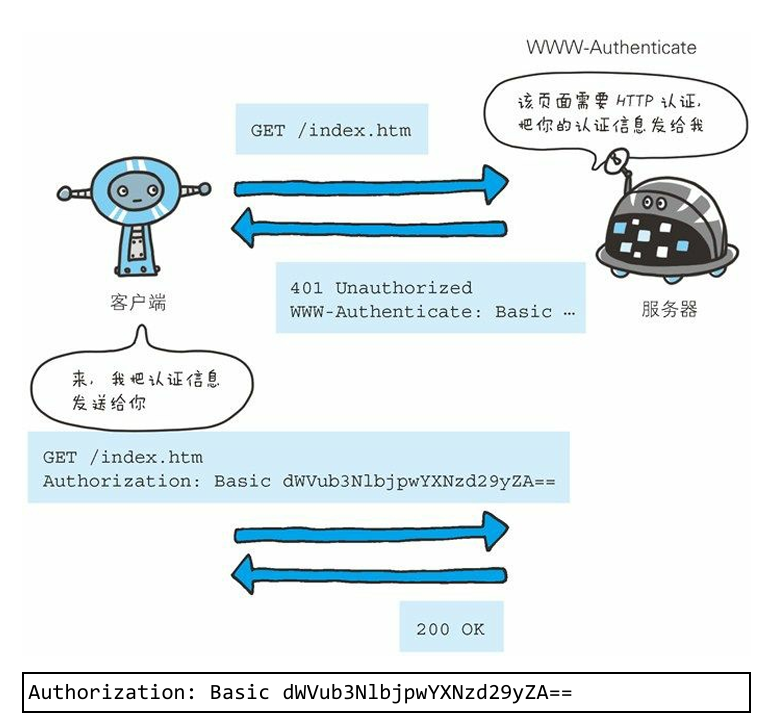 WWW-Authenticate
该页面需要 HTTP 认证,
把你的认证信息发给我
GET /index.htm
401 Unauthorized
WWW-Authenticate: Basic …
客户端
服务器
来, 我把认证信息
发送给你
GET /index.htm
Authorization: Basic dWVub3NlbjpwYXNzd29yZA==
200 OK
Authorization: Basic dWVub3NlbjpwYXNzd29yZA==